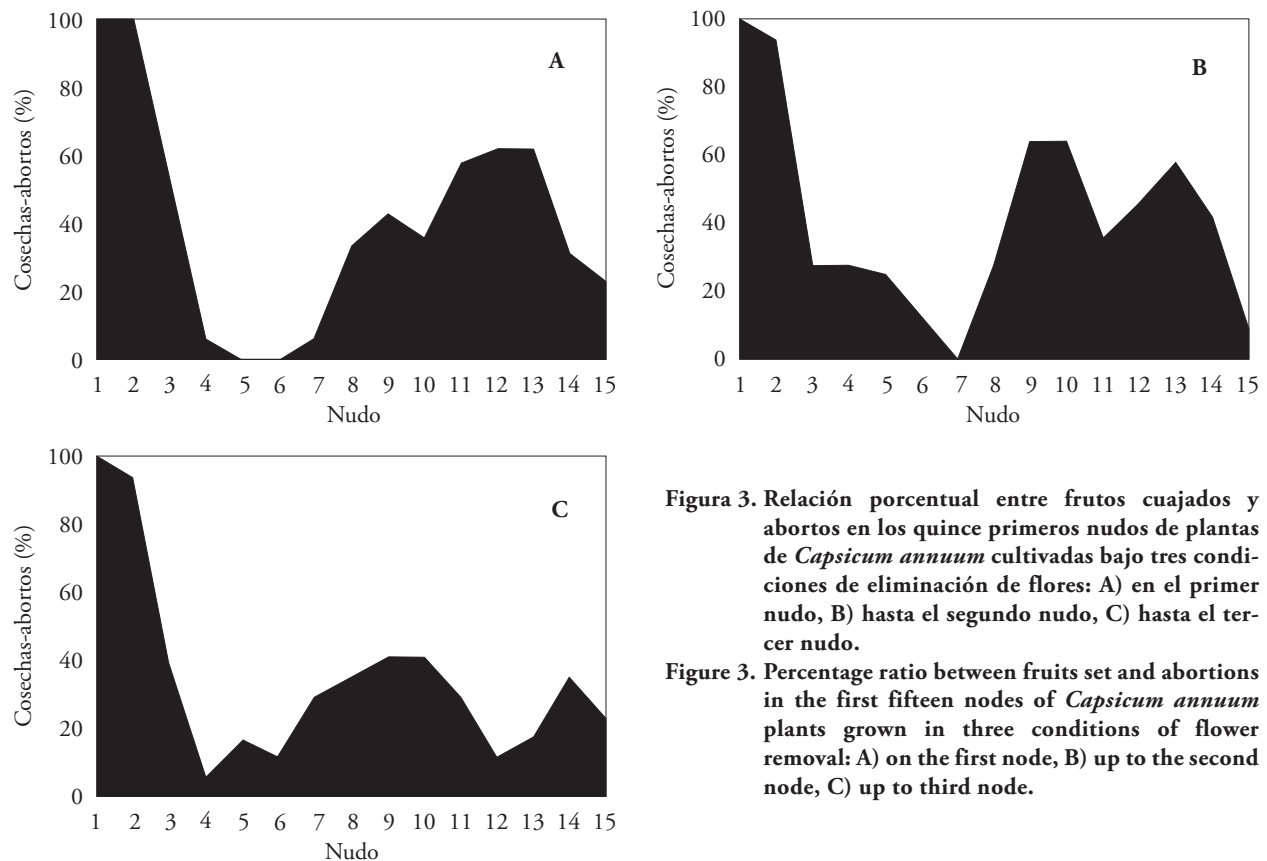 100
80
60
40
20
0
Cosechas-abortos (%)
A
1 2 3 4 5 6 7 8 9 10 11 12 13 14 15
Nudo
100
80
60
40
20
0
Cosechas-abortos (%)
B
1 2 3 4 5 6 7 8 9 10 11 12 13 14 15
Nudo
100
80
60
40
20
0
Cosechas-abortos (%)
C
1 2 3 4 5 6 7 8 9 10 11 12 13 14 15
Nudo
Figura 3. Relación porcentual entre frutos cuajados y
abortos en los quince primeros nudos de plantas
de Capsicum annuum cultivadas bajo tres condi-
ciones de eliminación de flores: A) en el primer
nudo, B) hasta el segundo nudo, C) hasta el ter-
cer nudo.
Figure 3. Percentage ratio between fruits set and abortions
in the first fifteen nodes of Capsicum annuum
plants grown in three conditions of flower
removal: A) on the first node, B) up to the second
node, C) up to third node.